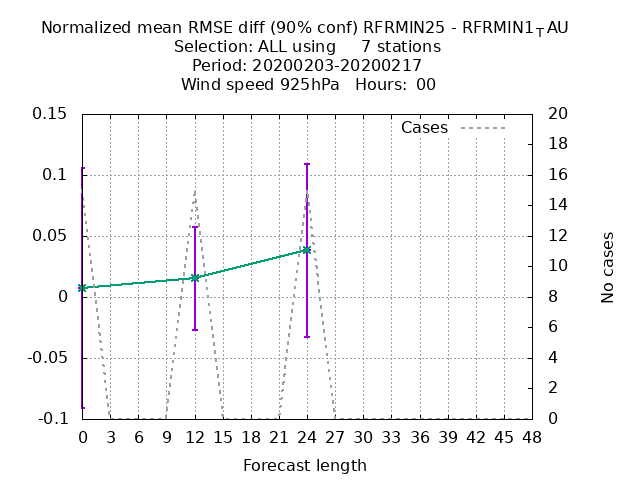 Normalized mean RMSE diff (90% conf) RFRMIN25 - RFRMIN1TAU
Selection: ALL using 7 stations
Period: 20200203-20200217
Wind speed 925hPa Hours: 00
Cases
0.15
0.1
0.05
0
-0.05
-0.1
20
18
16
14
12
10
8
6
4
2
0
No cases
0 3 6 9 12 15 18 21 24 27 30 33 36 39 42 45 48
Forecast length